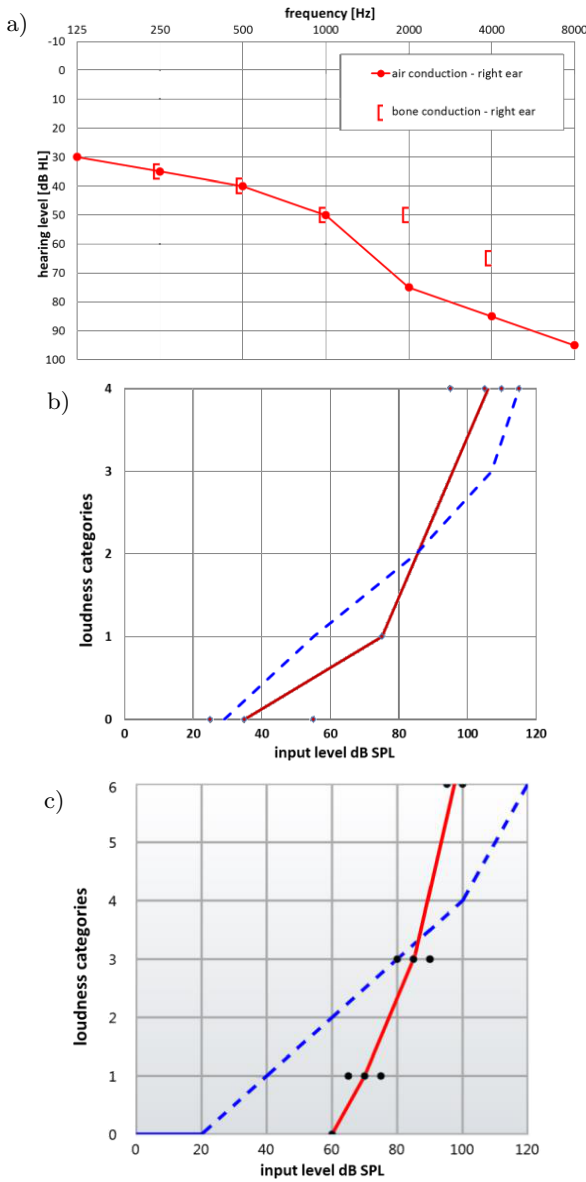 a)
frequency [Hz]
125 250 500 1000 2000 4000 8000
hearing level [dB HL]
-10
0
10
20
30
40
50
60
70
80
90
100
air conduction - right ear
bone conduction - right ear
b)
loudness categories
4
3
2
1
0
0 20 40 60 80 100 120
input level dB SPL
c)
loudness categories
6
5
4
3
2
1
0
0 20 40 60 80 100 120
input level dB SPL